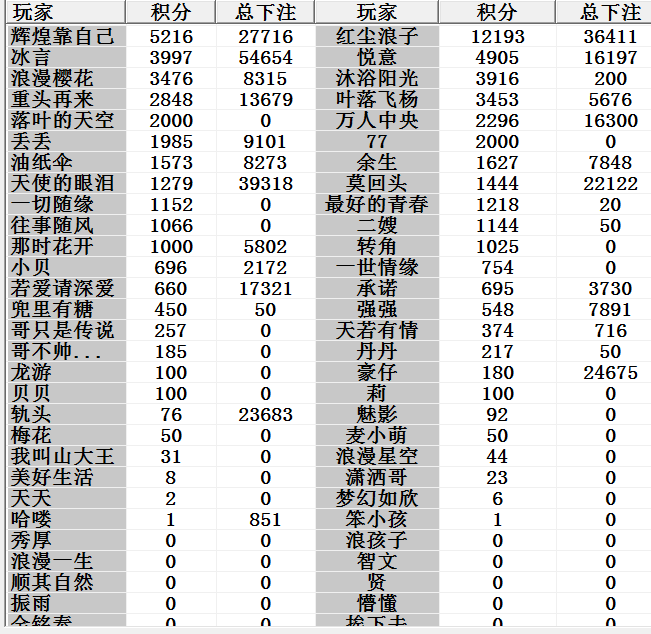 玩家 积分 总下注 玩家 积分 总下注
辉煌靠自己 5216 27716 红尘浪子 12193 36411
冰言 3997 54654 悦意 4905 16197
浪漫樱花 3476 8315 沐浴阳光 3916 200
重头再来 2848 13679 叶落飞杨 3453 5676
落叶的天空 2000 0 万人中央 2296 16300
丢丢 1985 9101 77 2000 0
油纸伞 1573 8273 余生 1627 7848
天使的眼泪 1279 39318 莫回头 1444 22122
一切随缘 1152 0 最好的青春 1218 20
往事随风 1066 0 二嫂 1144 50
那时花开 1000 5802 转角 1025 0
小贝 696 2172 一世情缘 754 0
若爱请深爱 660 17321 承诺 695 3730
兜里有糖 450 50 强强 548 7891
哥只是传说 257 0 天若有情 374 716
哥不帅... 185 0 丹丹 217 50
龙游 100 0 豪仔 180 24675
贝贝 100 0 莉 100 0
轨头 76 23683 魅影 92 0
梅花 50 0 麦小萌 50 0
我叫山大王 31 0 浪漫星空 44 0
美好生活 8 0 潇洒哥 23 0
天天 2 0 梦幻如欣 6 0
哈喽 1 851 笨小孩 1 0
秀厚 0 0 浪孩子 0 0
浪漫一生 0 0 智文 0 0
顺其自然 0 0 贤 0 0
振雨 0 0 懵懂 0 0
0 0 0 0